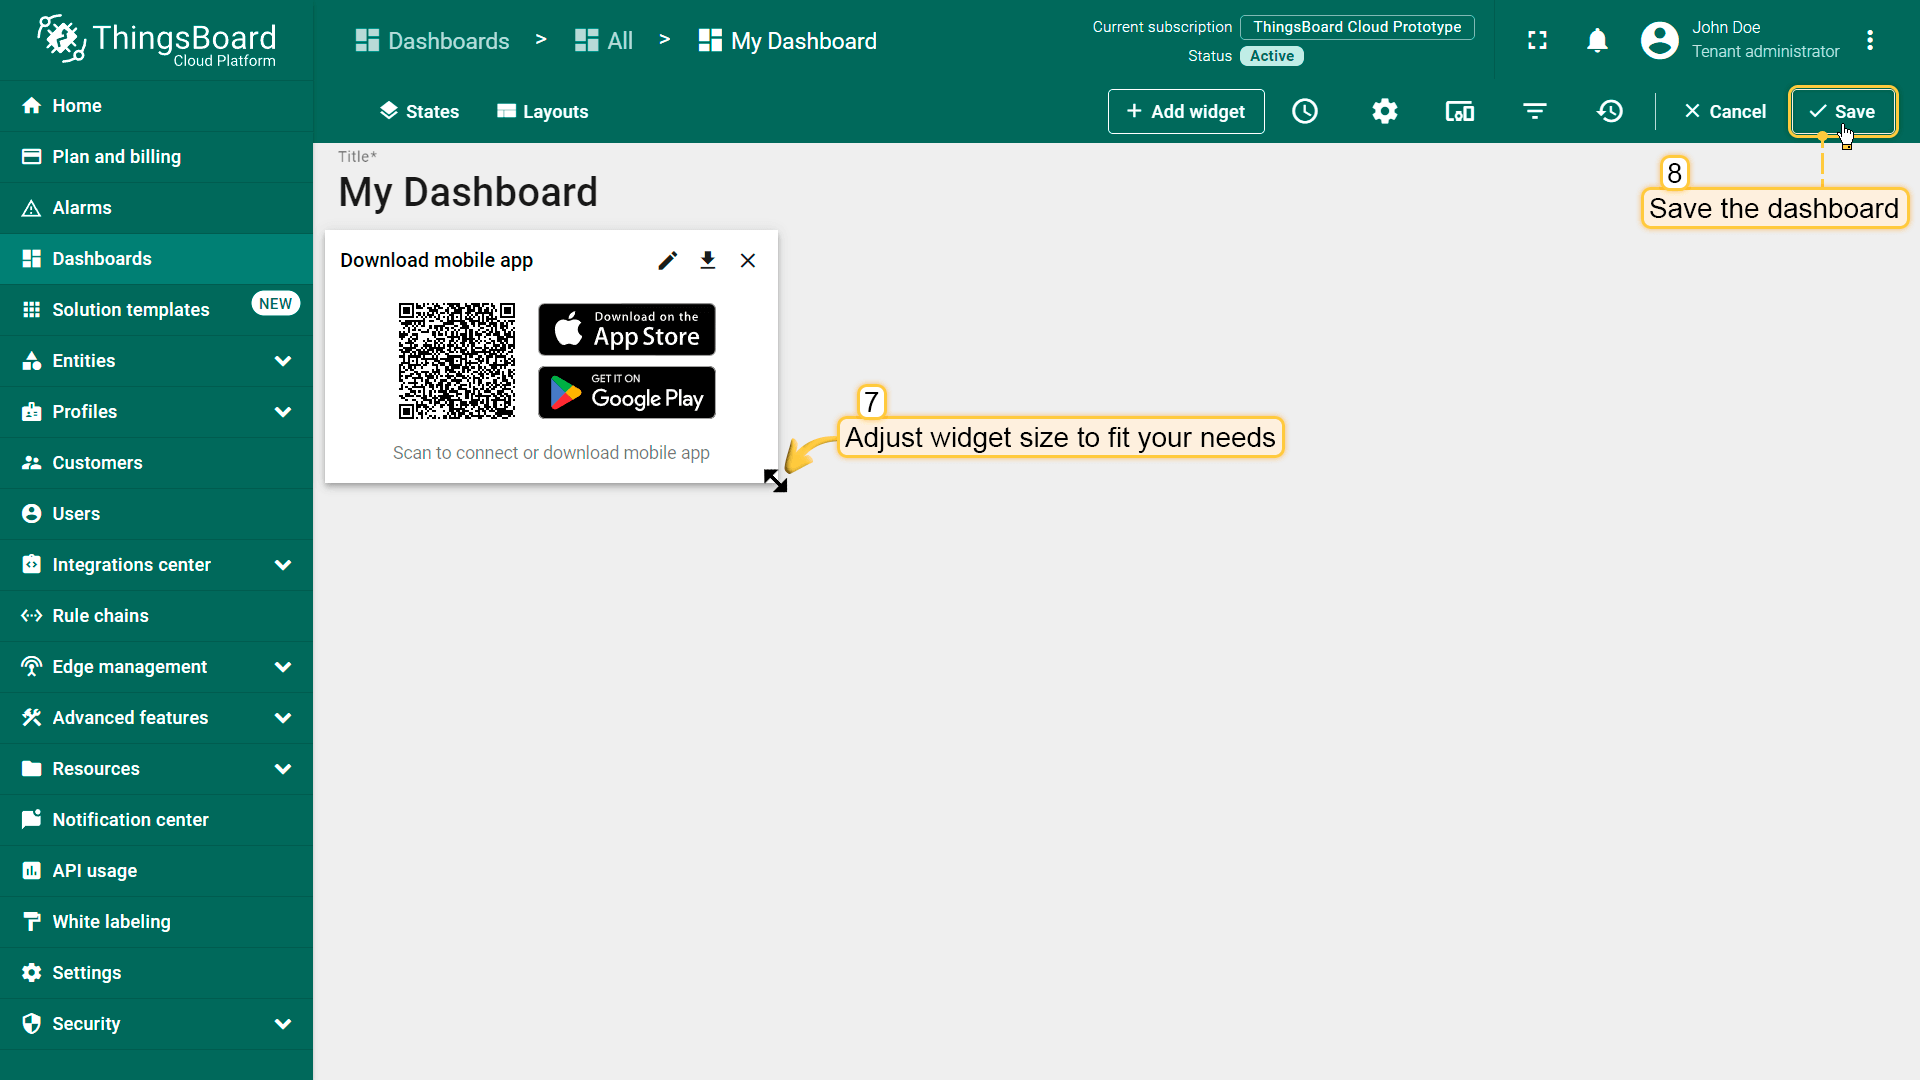 ThingsBoard
Cloud Platform
Home
Plan and billing
Alarms
Dashboards
Solution templates
NEW
Entities
Profiles
Customers
Users
Integrations center
Rule chains
Edge management
Advanced features
Resources
Notification center
API usage
White labeling
Settings
Security
Dashboards > All > My Dashboard
Current subscription ThingsBoard Cloud Prototype
Status Active
John Doe
Tenant administrator
States Layouts + Add widget Cancel Save
Title*
My Dashboard
8
Save the dashboard
Download mobile app
Download on the
App Store
GET IT ON
Google Play
Scan to connect or download mobile app
7
Adjust widget size to fit your needs